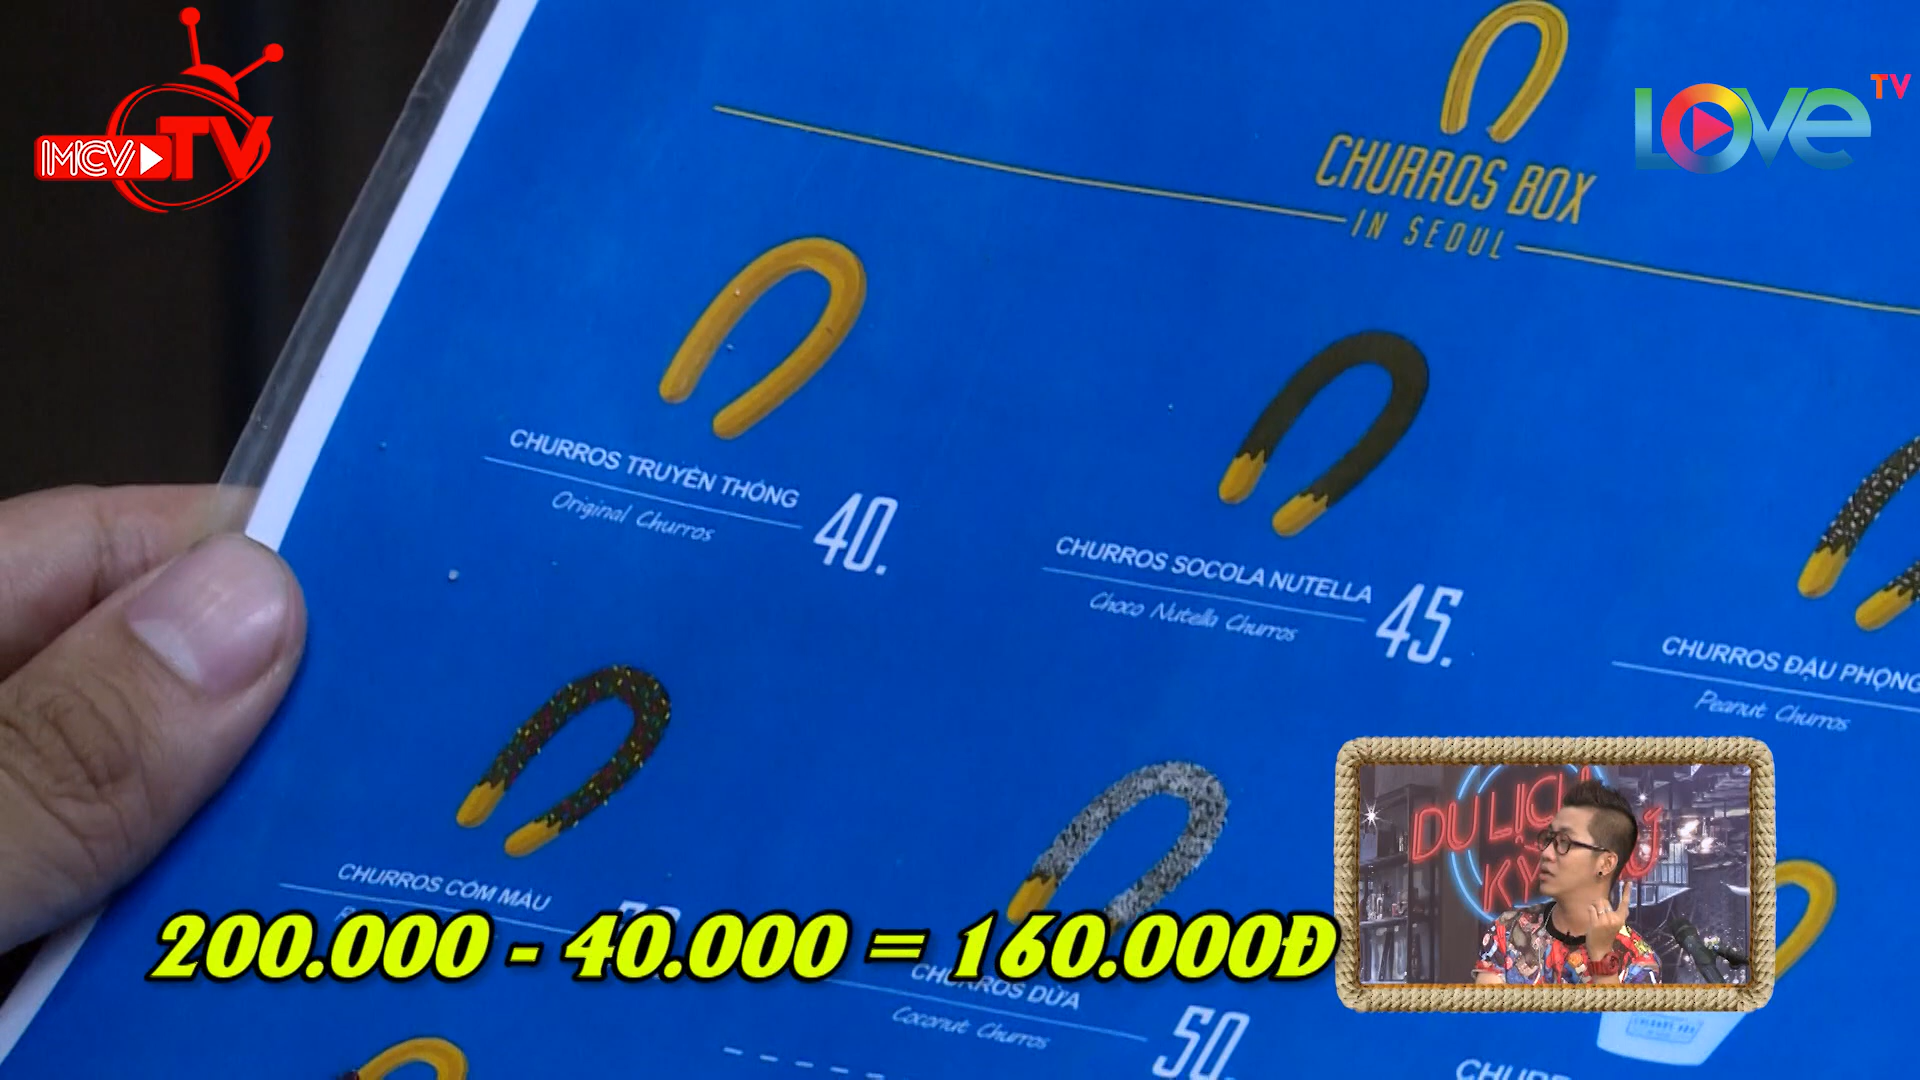 MCV TV
LOVE TV
CHURROS BOX
IN SEOUL
CHURROS TRUYỀN THỐNG
Original Churros
40.
CHURROS SOCOLA NUTELLA
Choco Nutella Churros
45.
CHURROS ĐẬU PHỘNG
Peanut Churros
CHURROS CỐM MÀU
200.000 - 40.000 = 160.000Đ
CHURROS DỪA
Coconut Churros
50.
DU LỊCH
KỲ